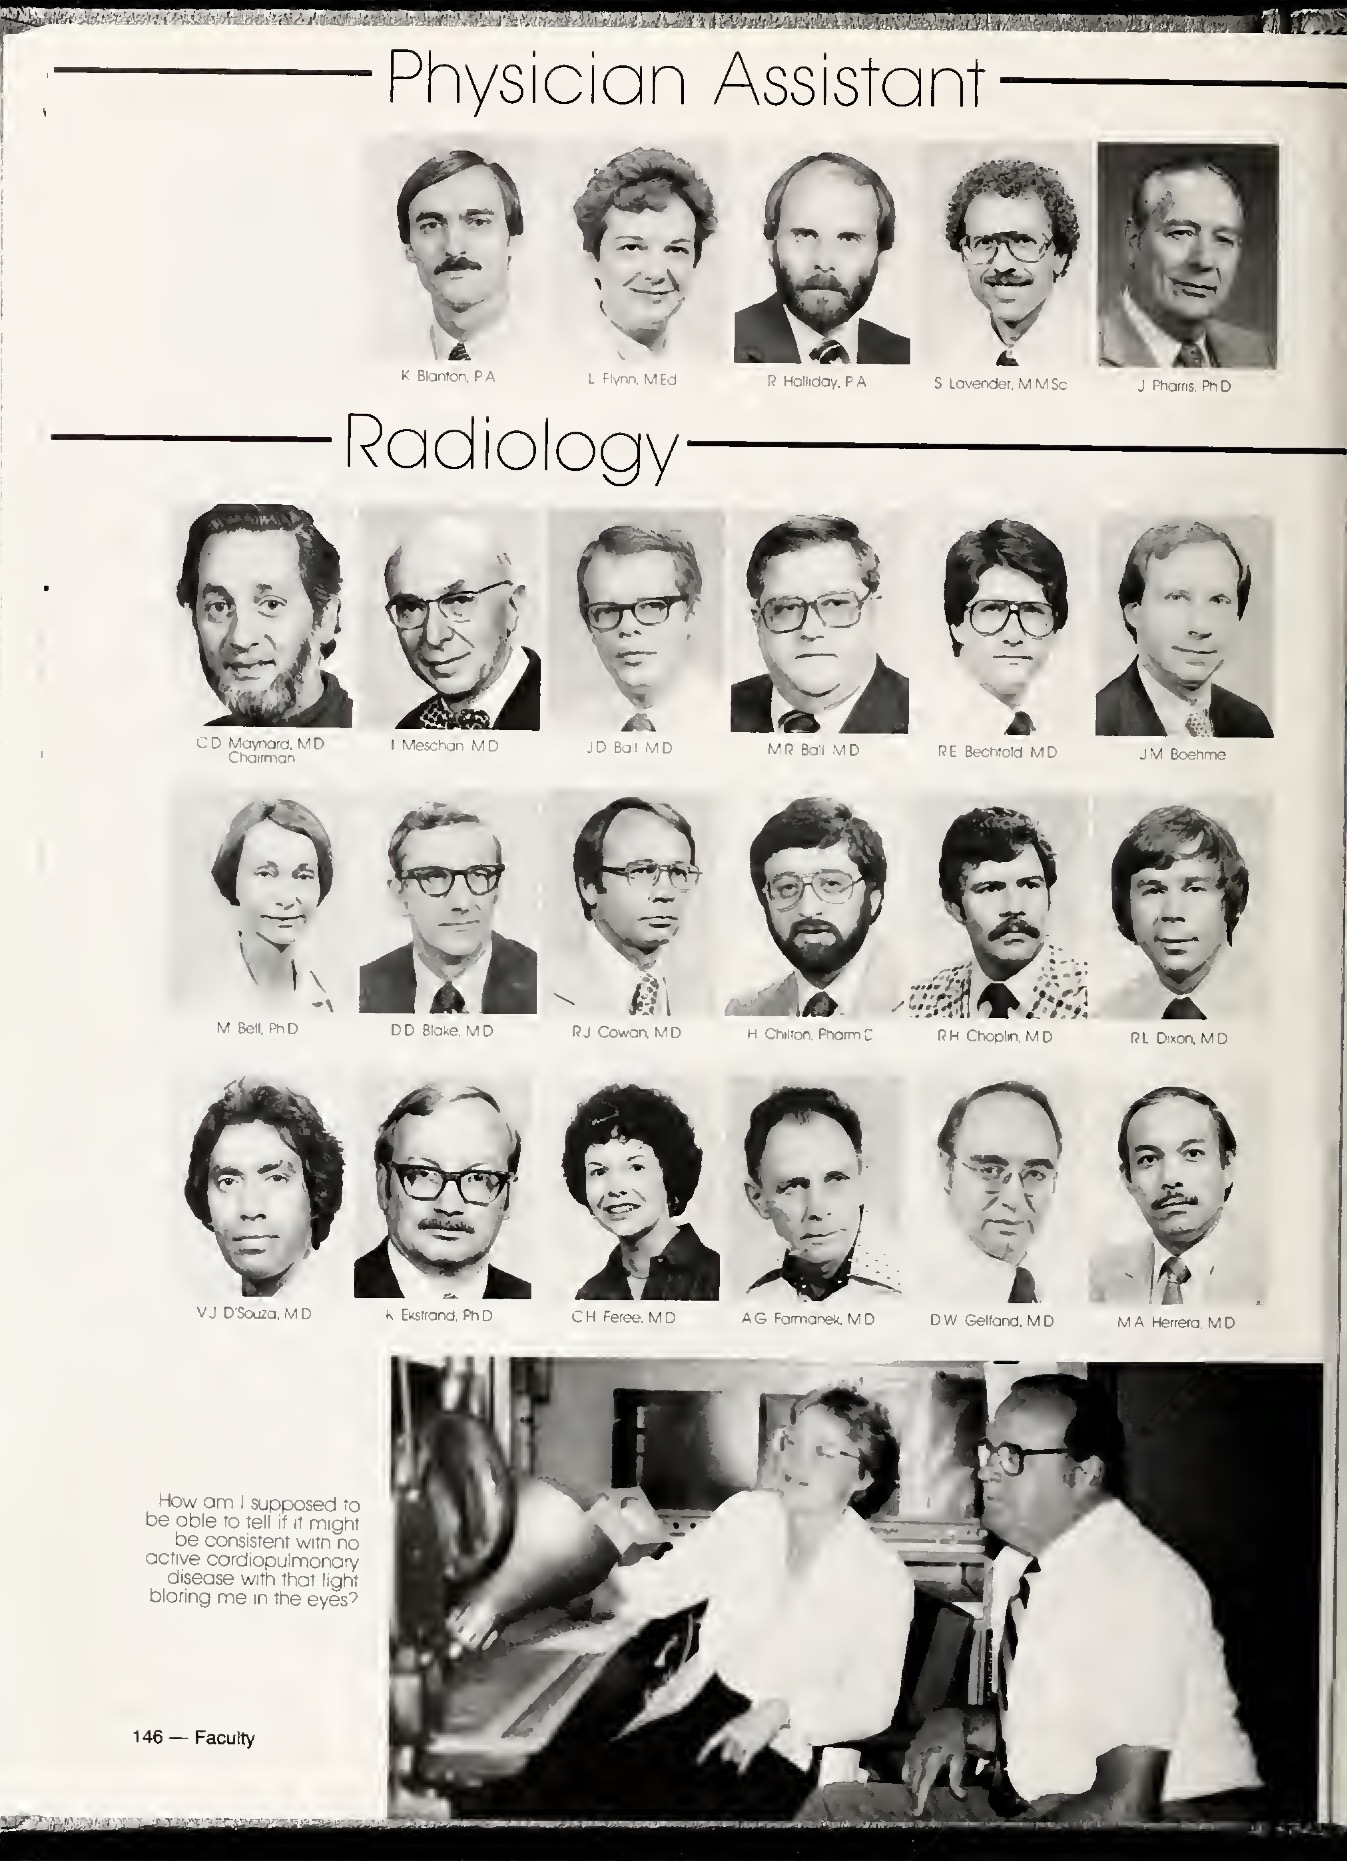 Physician Assistant
K Blanton, PA
L Flynn, MEd
R Halliday, PA
S Lavender, MMSc
J Pharris, PhD
Radiology
CD Maynard, MD
Chairman
I Meschan MD
JD Ball MD
MR Ball MD
RE Bechtold MD
JM Boehme
M Bell, PhD
DD Blake, MD
RJ Cowan, MD
H Chilton, PharmD
RH Choplin, MD
RL Dixon, MD
VJ D'Souza, MD
K Ekstrand, PhD
CH Feree, MD
AG Formanek, MD
DW Gelfand, MD
MA Herrera, MD
How am I supposed to
be able to tell if it might
be consistent with no
active cardiopulmonary
disease with that light
blaring me in the eyes?
146 — Faculty